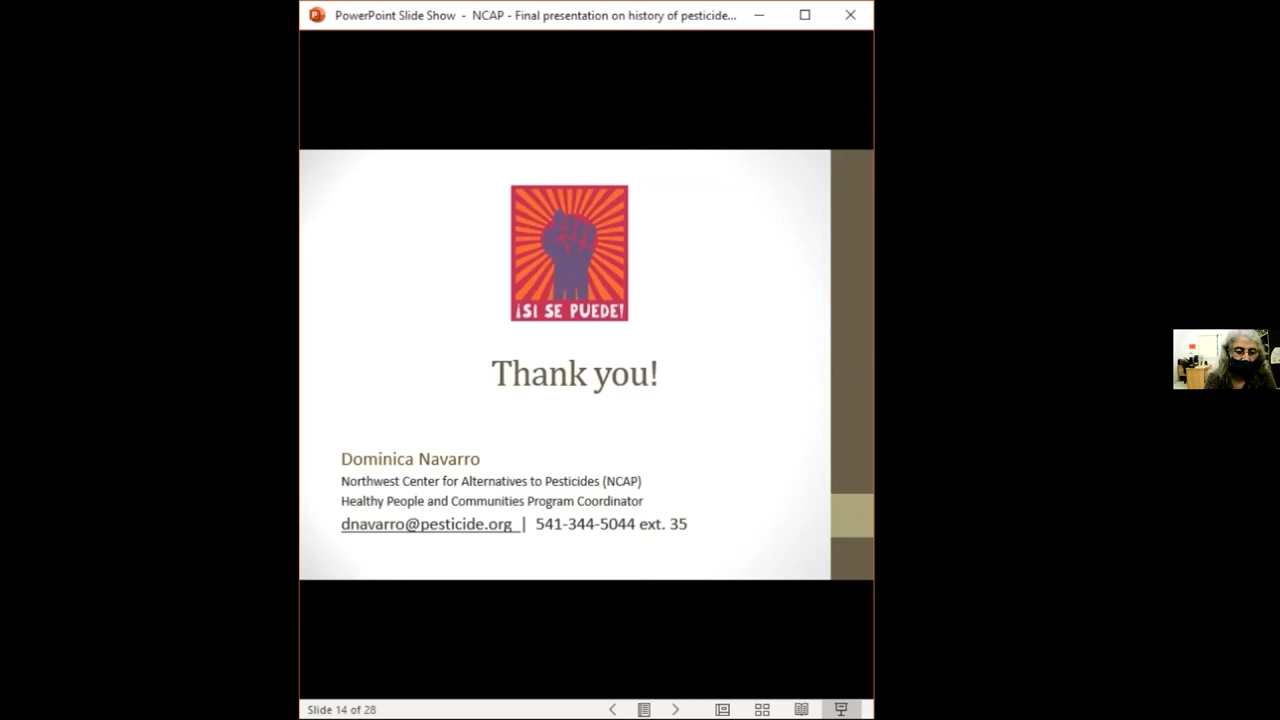 PowerPoint Slide Show - NCAP - Final presentation on history of pesticide...
¡SI SE PUEDE!
Thank you!
Dominica Navarro
Northwest Center for Alternatives to Pesticides (NCAP)
Healthy People and Communities Program Coordinator
dnavarro@pesticide.org | 541-344-5044 ext. 35
Slide 14 of 28